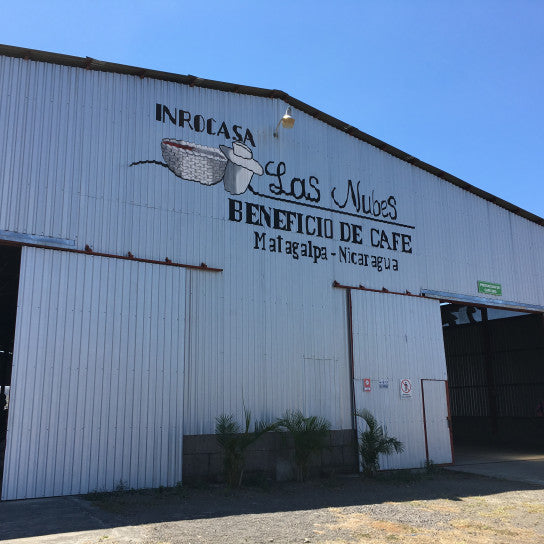 INROCASA
Las Nubes
BENEFICIO DE CAFE
Matagalpa - Nicaragua